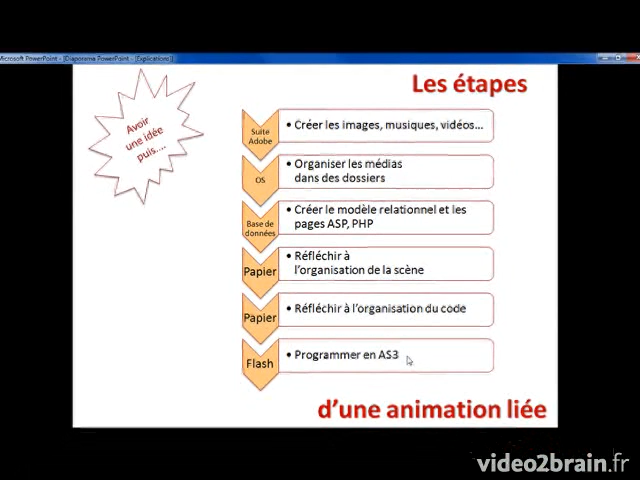 Microsoft PowerPoint - [Diaporama PowerPoint - [Explications]]
Les étapes
Avoir
une idée
puis....
Suite
Adobe
• Créer les images, musiques, vidéos...
OS
• Organiser les médias
dans des dossiers
Base de
données
• Créer le modèle relationnel et les
pages ASP, PHP
Papier
• Réfléchir à
l'organisation de la scène
Papier
• Réfléchir à l'organisation du code
Flash
• Programmer en AS3
d'une animation liée
video2brain.fr